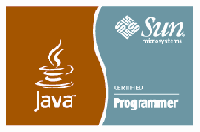 Sun
microsystems
Java
CERTIFIED
Programmer